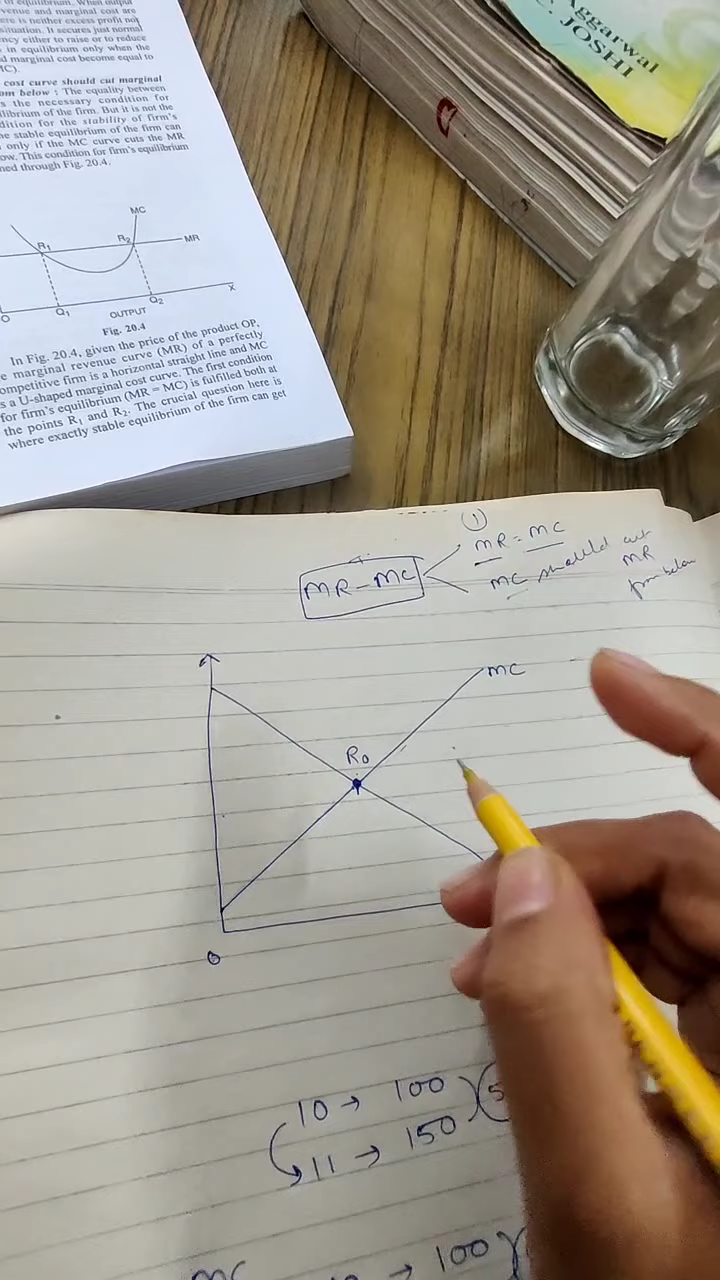 of equilibrium. When output
venue and marginal cost are
ere is neither excess profit not
situation. It secures just normal
ncy either to raise or to reduce
in equilibrium only when the
d marginal cost become equal to
MC).
cost curve should cut marginal
om below : The equality between
s the necessary condition for
ilibrium of the firm. But it is not the
dition for the stability of firm's
he stable equilibrium of the firm can
only if the MC curve cuts the MR
ow. This condition for firm's equilibrium
ned through Fig. 20.4.
MC
R1 R2 MR
O Q1 OUTPUT Q2 X
Fig. 20.4
In Fig. 20.4, given the price of the product OP,
e marginal revenue curve (MR) of a perfectly
ompetitive firm is a horizontal straight line and MC
s a U-shaped marginal cost curve. The first condition
for firm's equilibrium (MR = MC) is fulfilled both at
the points R1 and R2. The crucial question here is
where exactly stable equilibrium of the firm can get
Aggarwal
C. JOSHI
(1)
MR = MC
MR - MC
MC should cut
MR
from below
MC
R0
0
10 → 100
11 → 150
5
→ 100
MC